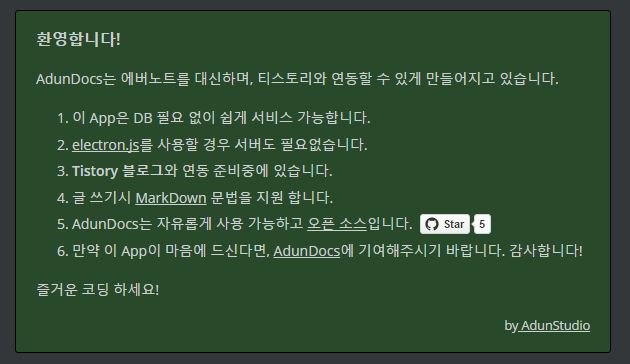 환영합니다!
AdunDocs는 에버노트를 대신하며, 티스토리와 연동할 수 있게 만들어지고 있습니다.
1. 이 App은 DB 필요 없이 쉽게 서비스 가능합니다.
2. electron.js를 사용할 경우 서버도 필요없습니다.
3. Tistory 블로그와 연동 준비중에 있습니다.
4. 글 쓰기시 MarkDown 문법을 지원 합니다.
5. AdunDocs는 자유롭게 사용 가능하고 오픈 소스입니다. Star 5
6. 만약 이 App이 마음에 드신다면, AdunDocs에 기여해주시기 바랍니다. 감사합니다!
즐거운 코딩 하세요!
by AdunStudio